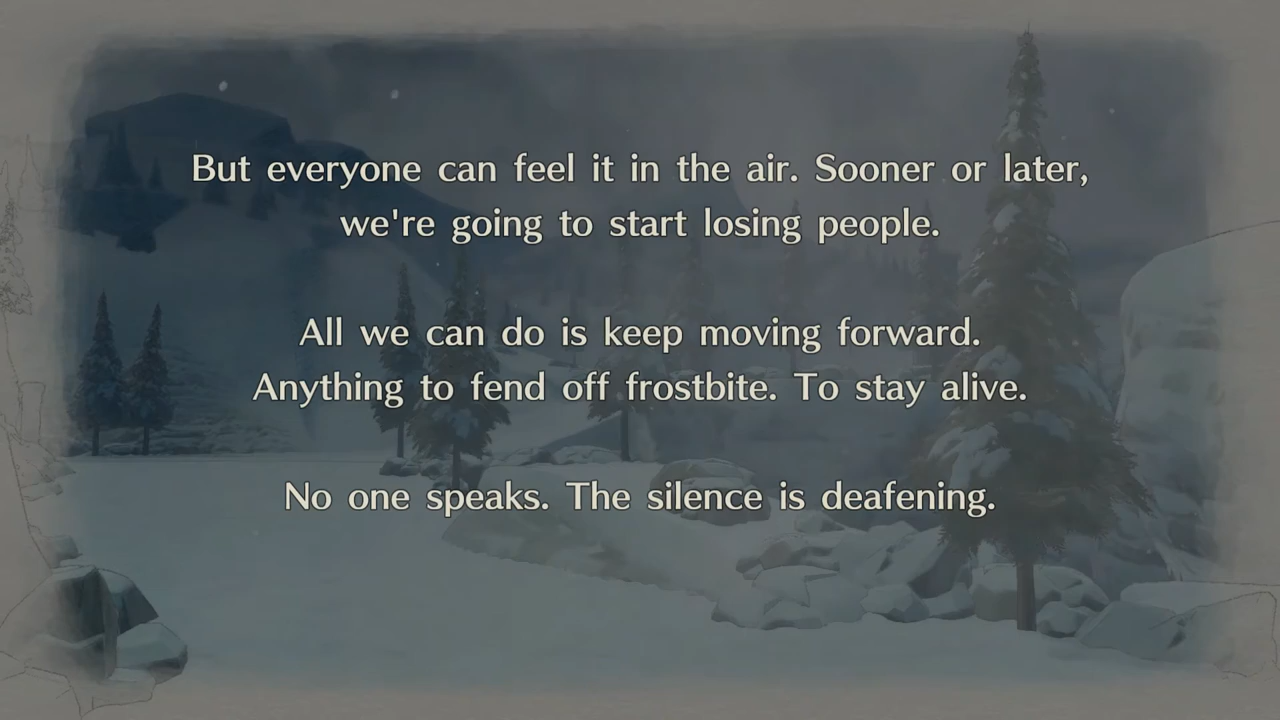 But everyone can feel it in the air. Sooner or later,
we're going to start losing people.
All we can do is keep moving forward.
Anything to fend off frostbite. To stay alive.
No one speaks. The silence is deafening.